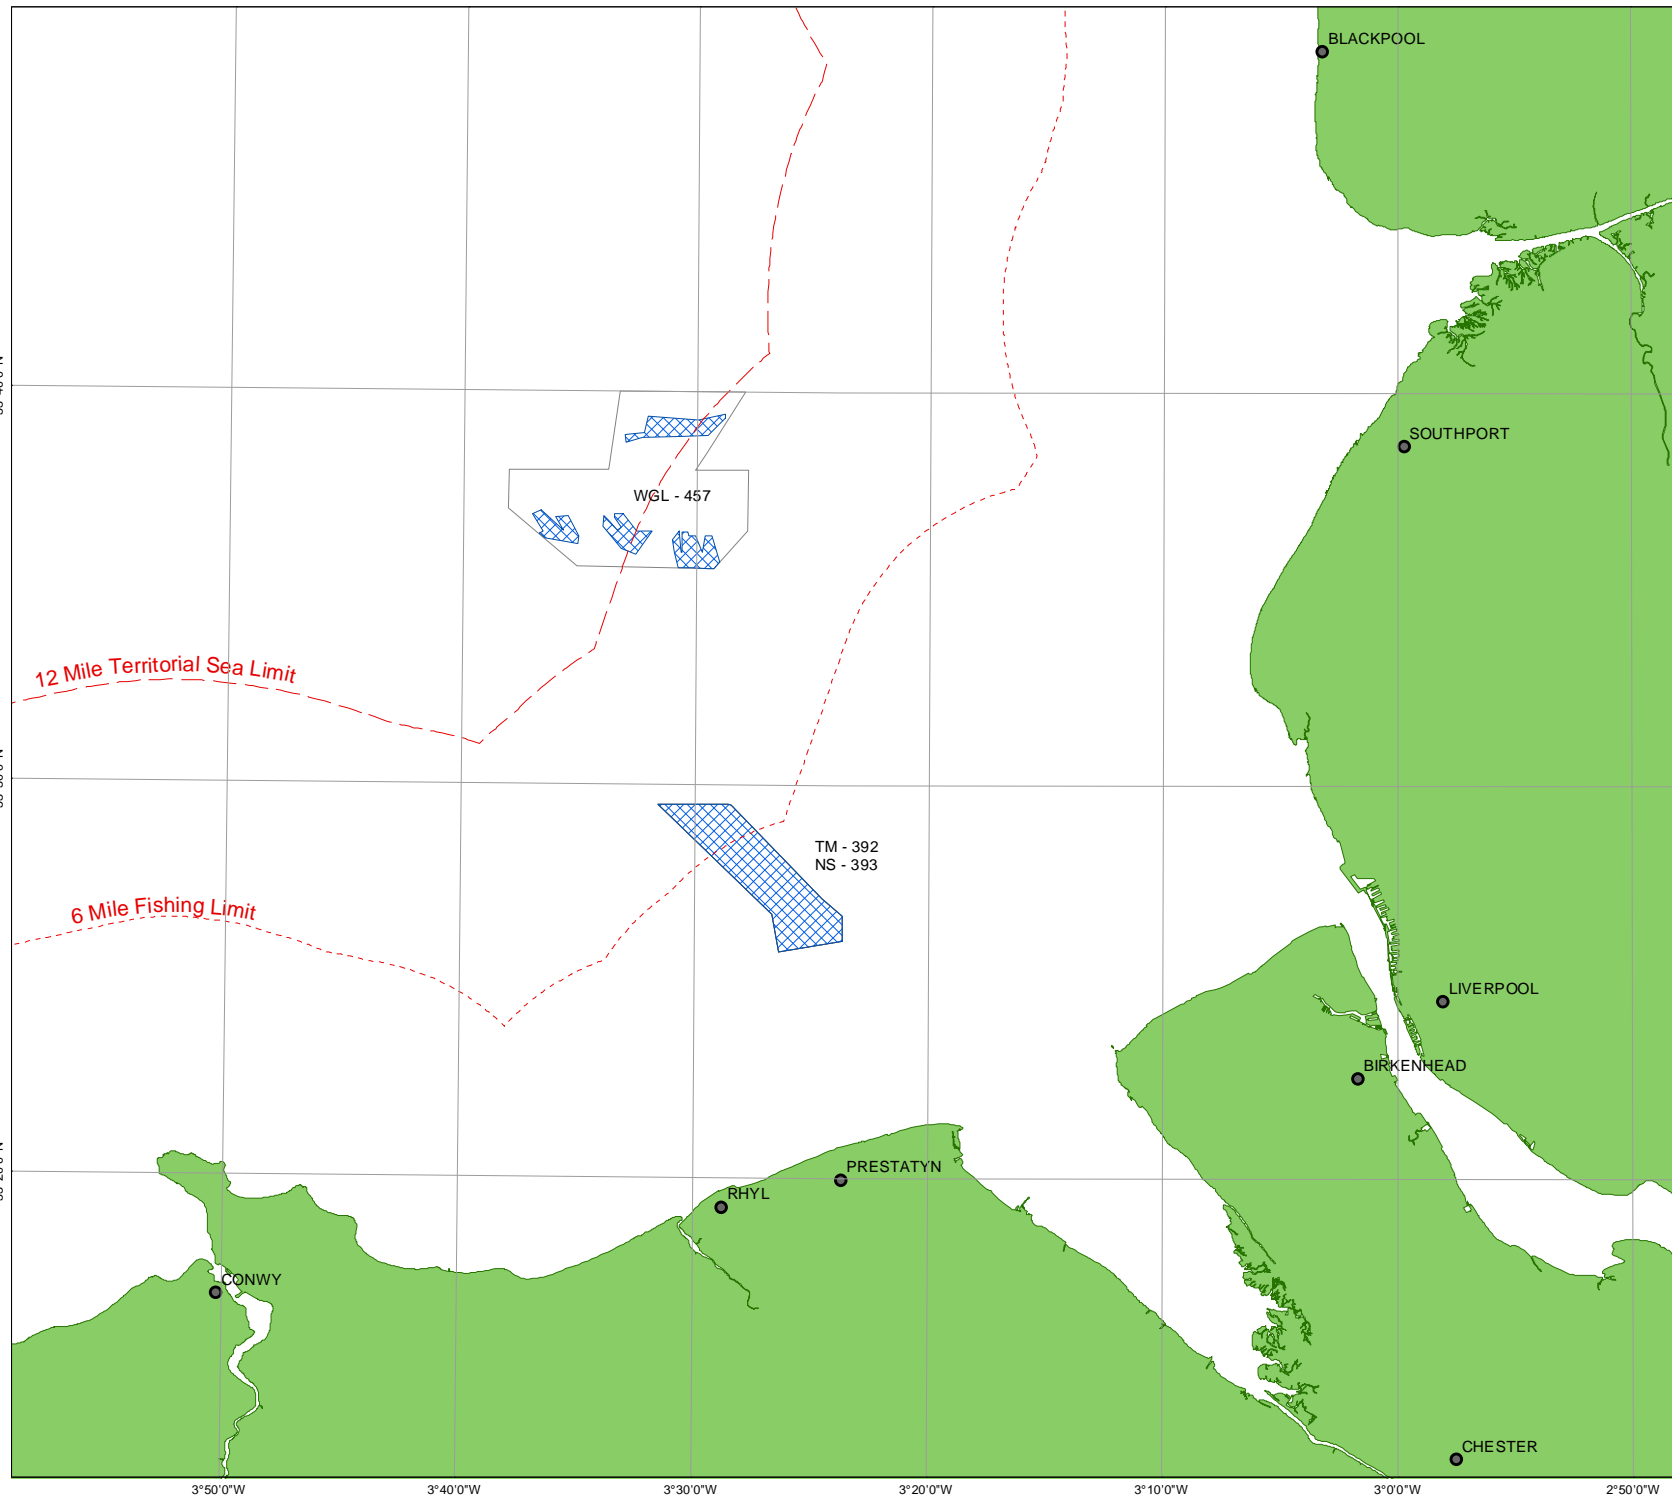 BLACKPOOL
SOUTHPORT
WGL - 457
12 Mile Territorial Sea Limit
TM - 392
NS - 393
6 Mile Fishing Limit
LIVERPOOL
BIRKENHEAD
PRESTATYN
RHYL
CONWY
CHESTER
3°50'0"W 3°40'0"W 3°30'0"W 3°20'0"W 3°10'0"W 3°0'0"W 2°50'0"W